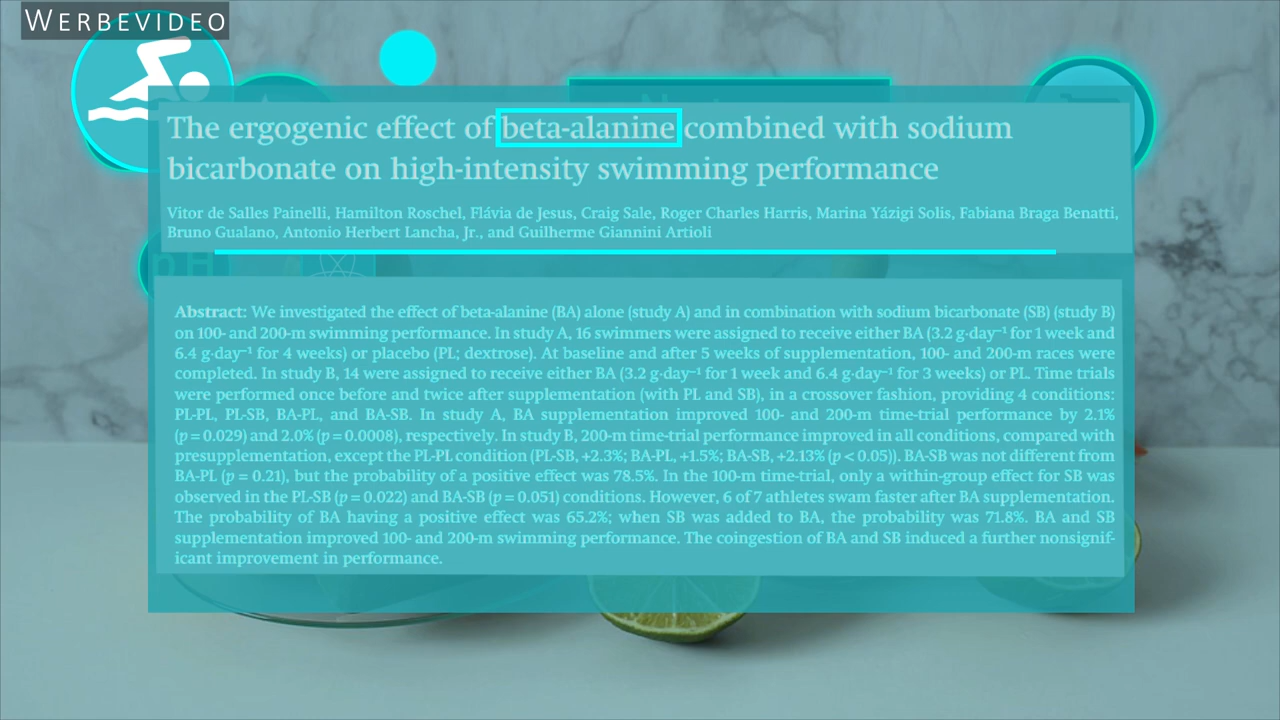 WERBEVIDEO
The ergogenic effect of beta-alanine combined with sodium
bicarbonate on high-intensity swimming performance
Vitor de Salles Painelli, Hamilton Roschel, Flávia de Jesus, Craig Sale, Roger Charles Harris, Marina Yázigi Solis, Fabiana Braga Benatti,
Bruno Gualano, Antonio Herbert Lancha, Jr., and Guilherme Giannini Artioli
pH
Abstract: We investigated the effect of beta-alanine (BA) alone (study A) and in combination with sodium bicarbonate (SB) (study B)
on 100- and 200-m swimming performance. In study A, 16 swimmers were assigned to receive either BA (3.2 g·day⁻¹ for 1 week and
6.4 g·day⁻¹ for 4 weeks) or placebo (PL; dextrose). At baseline and after 5 weeks of supplementation, 100- and 200-m races were
completed. In study B, 14 were assigned to receive either BA (3.2 g·day⁻¹ for 1 week and 6.4 g·day⁻¹ for 3 weeks) or PL. Time trials
were performed once before and twice after supplementation (with PL and SB), in a crossover fashion, providing 4 conditions:
PL-PL, PL-SB, BA-PL, and BA-SB. In study A, BA supplementation improved 100- and 200-m time-trial performance by 2.1%
(p = 0.029) and 2.0% (p = 0.0008), respectively. In study B, 200-m time-trial performance improved in all conditions, compared with
presupplementation, except the PL-PL condition (PL-SB, +2.3%; BA-PL, +1.5%; BA-SB, +2.13% (p < 0.05)). BA-SB was not different from
BA-PL (p = 0.21), but the probability of a positive effect was 78.5%. In the 100-m time-trial, only a within-group effect for SB was
observed in the PL-SB (p = 0.022) and BA-SB (p = 0.051) conditions. However, 6 of 7 athletes swam faster after BA supplementation.
The probability of BA having a positive effect was 65.2%; when SB was added to BA, the probability was 71.8%. BA and SB
supplementation improved 100- and 200-m swimming performance. The coingestion of BA and SB induced a further nonsignif-
icant improvement in performance.